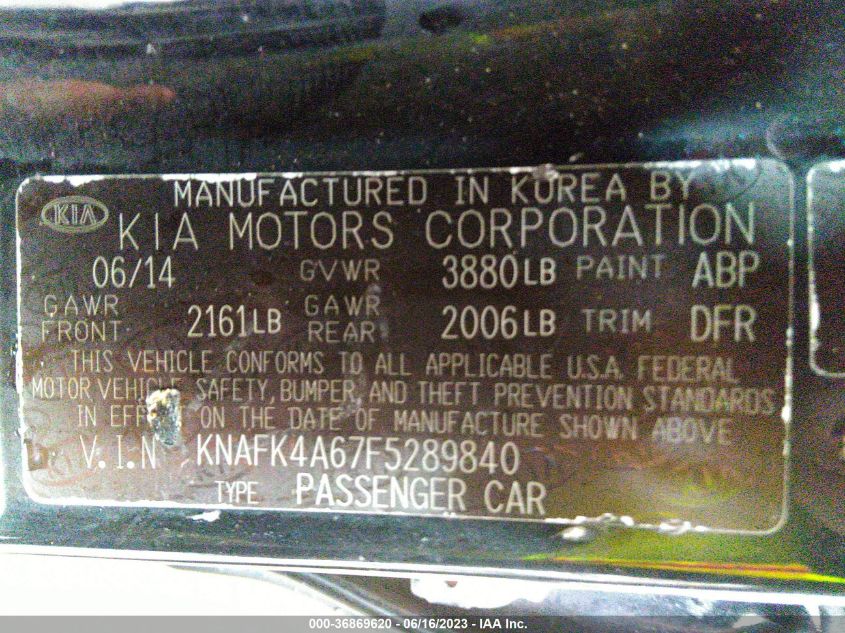 MANUFACTURED IN KOREA BY
KIA KIA MOTORS CORPORATION
06/14 GVWR 3880LB PAINT ABP
GAWR FRONT 2161LB GAWR REAR 2006LB TRIM DFR
THIS VEHICLE CONFORMS TO ALL APPLICABLE U.S.A. FEDERAL
MOTOR VEHICLE SAFETY, BUMPER, AND THEFT PREVENTION STANDARDS
IN EFFECT ON THE DATE OF MANUFACTURE SHOWN ABOVE
V.I.N KNAFK4A67F5289840
TYPE PASSENGER CAR
000-36869620 - 06/16/2023 - IAA Inc.